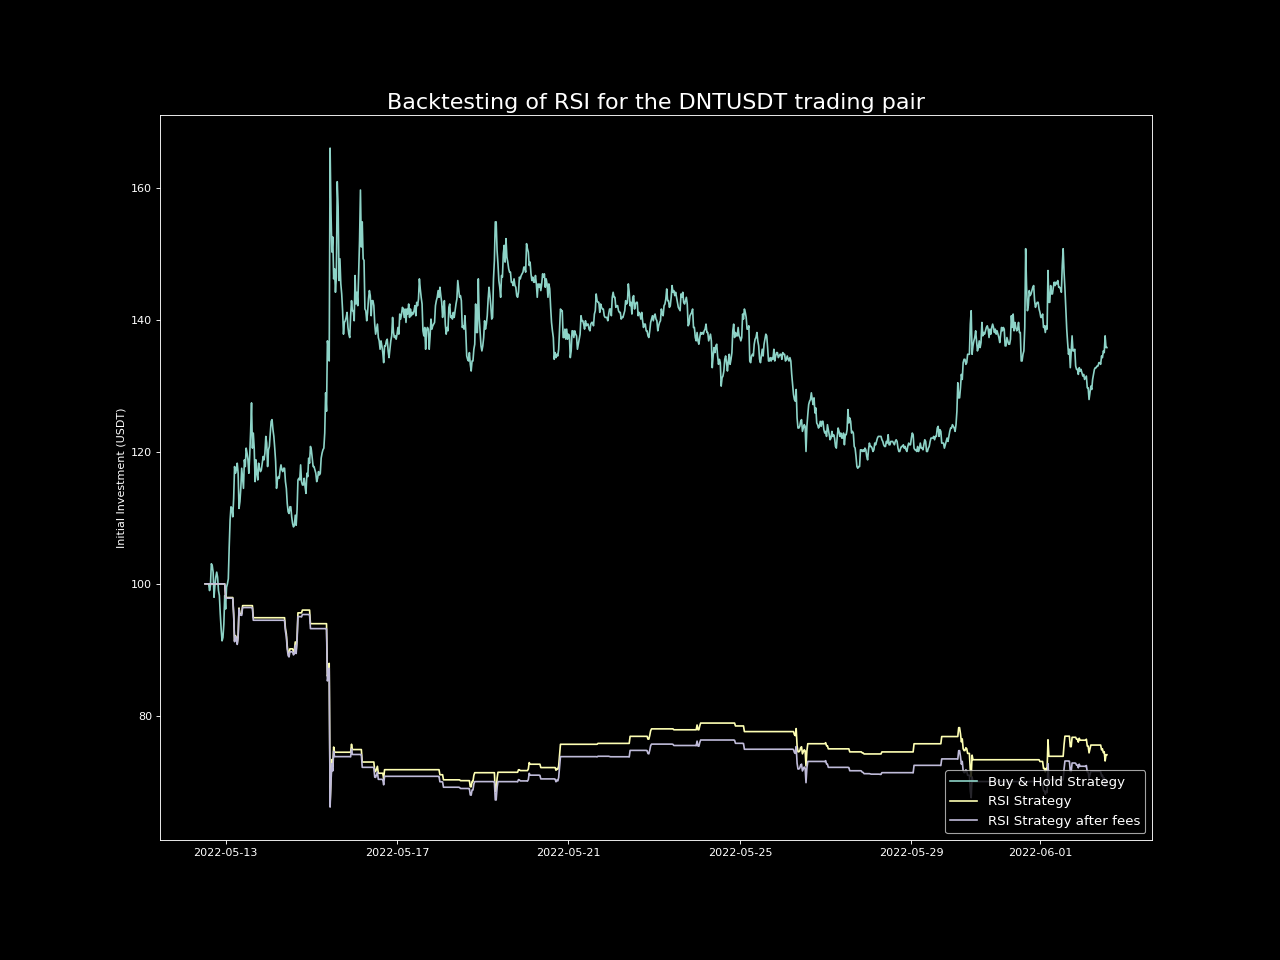 Backtesting of RSI for the DNTUSDT trading pair
Initial Investment (USDT)
160
140
120
100
80
2022-05-13
2022-05-17
2022-05-21
2022-05-25
2022-05-29
2022-06-01
Buy & Hold Strategy
RSI Strategy
RSI Strategy after fees